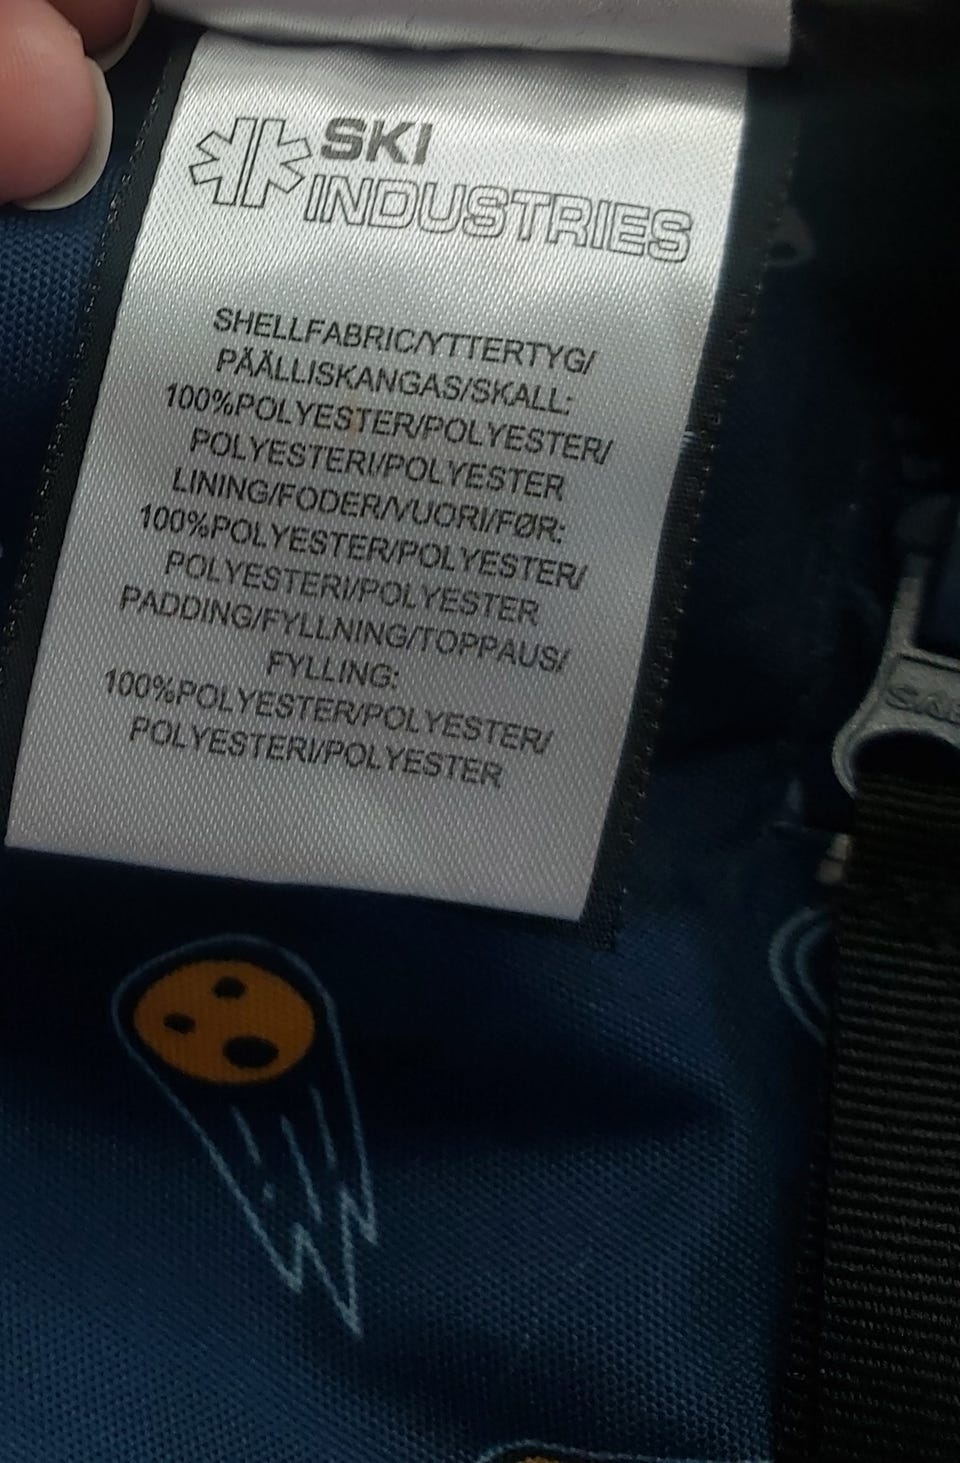 SKI
INDUSTRIES
SHELLFABRIC/YTTERTYG/
PÄÄLLISKANGAS/SKALL:
100%POLYESTER/POLYESTER/
POLYESTERI/POLYESTER
LINING/FODER/VUORI/FØR:
100%POLYESTER/POLYESTER/
POLYESTERI/POLYESTER
PADDING/FYLLNING/TOPPAUS/
FYLLING:
100%POLYESTER/POLYESTER/
POLYESTERI/POLYESTER